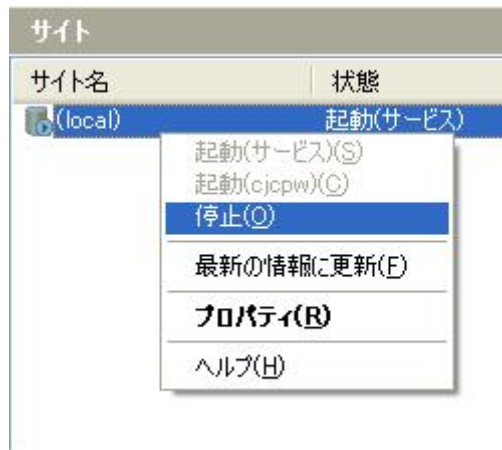 サイト
サイト名 状態
(local) 起動(サービス)
起動(サービス)(S)
起動(cjcpw)(C)
停止(O)
最新の情報に更新(F)
プロパティ(R)
ヘルプ(H)